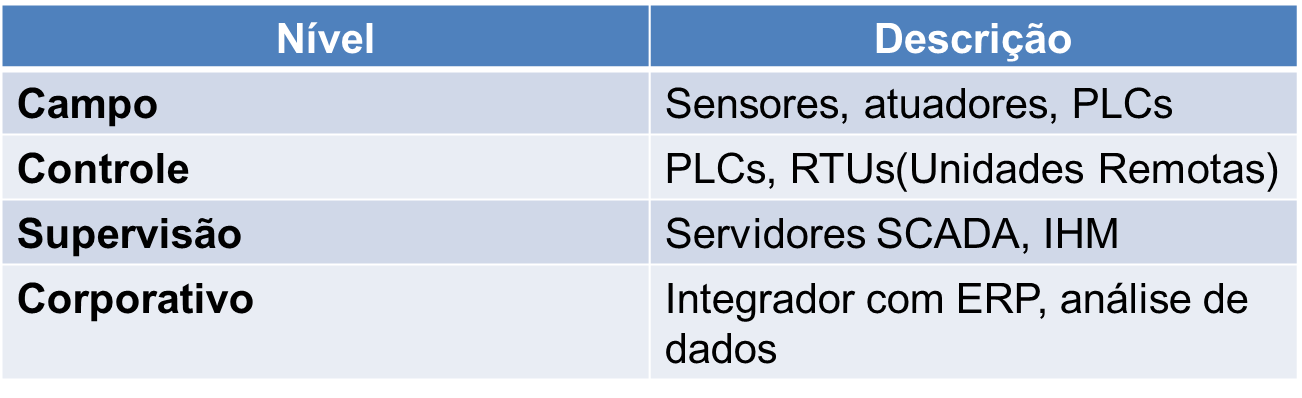 Nível Descrição
Campo Sensores, atuadores, PLCs
Controle PLCs, RTUs(Unidades Remotas)
Supervisão Servidores SCADA, IHM
Corporativo Integrador com ERP, análise de
dados